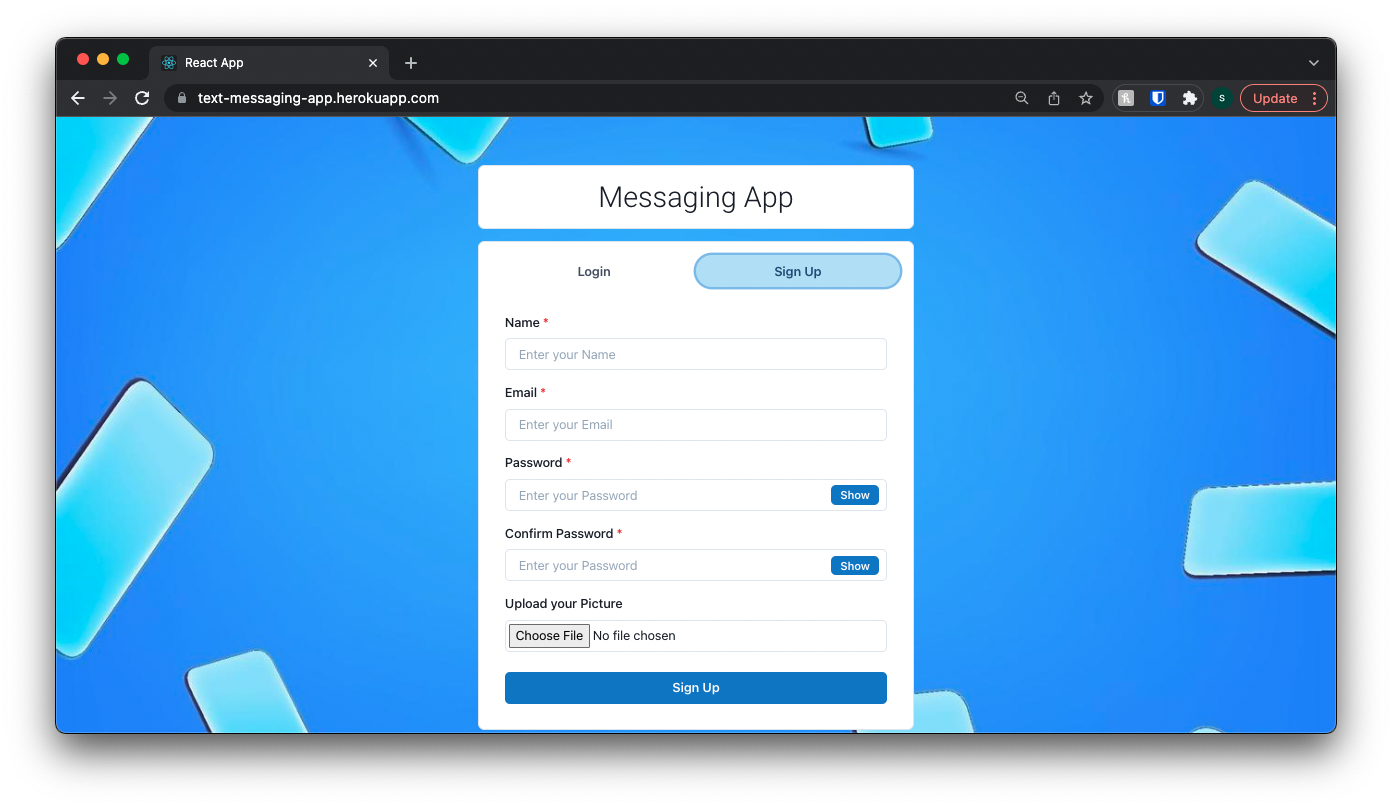 React App
text-messaging-app.herokuapp.com
S
Update
Messaging App
Login Sign Up
Name *
Enter your Name
Email *
Enter your Email
Password *
Enter your Password Show
Confirm Password *
Enter your Password Show
Upload your Picture
Choose File No file chosen
Sign Up